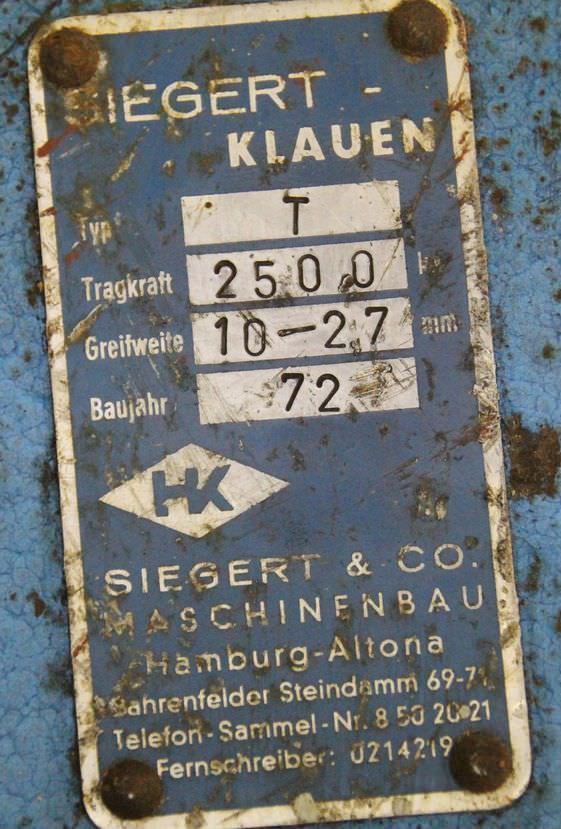 SIEGERT -
KLAUEN
Typ T
Tragkraft 2500 kg
Greifweite 10-27 mm
Baujahr 72
HK
SIEGERT & CO.
MASCHINENBAU
Hamburg-Altona
Bahrenfelder Steindamm 69-71
Telefon-Sammel-Nr. 8 50 20 21
Fernschreiber: 0214219